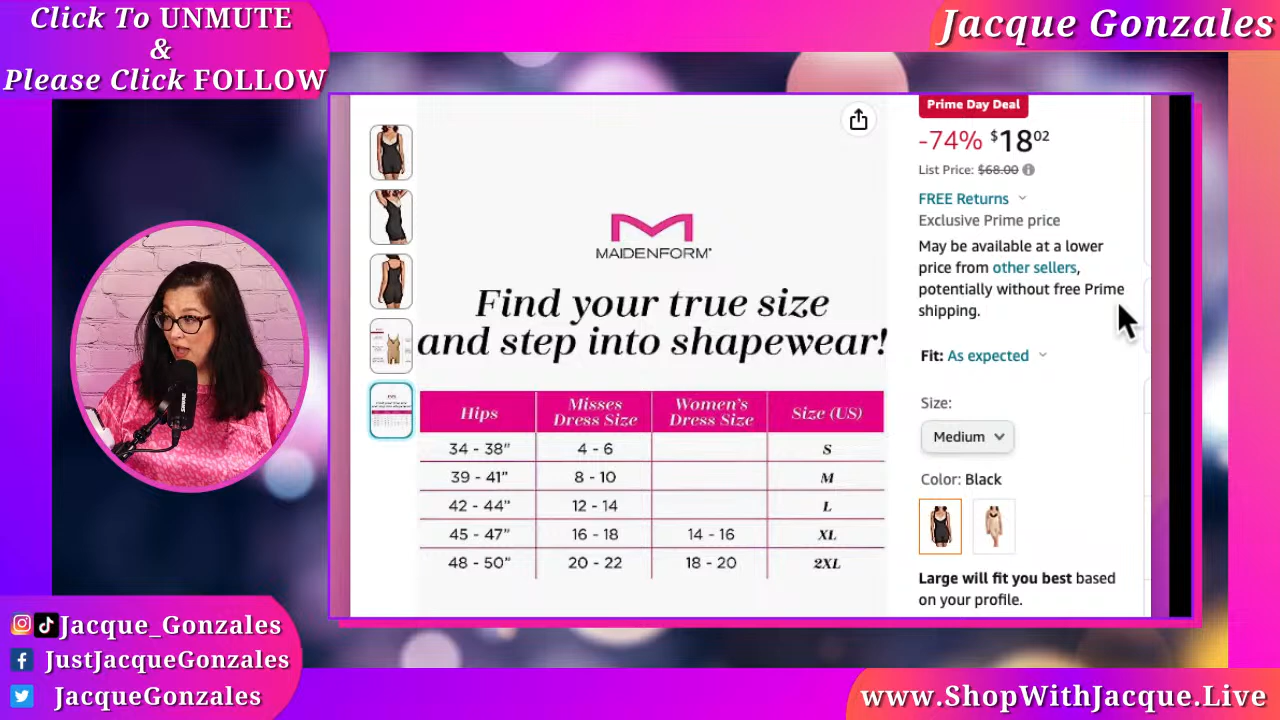 Click To UNMUTE
&
Please Click FOLLOW
Jacque Gonzales
Prime Day Deal
-74% $1802
List Price: $68.00
FREE Returns
Exclusive Prime price
May be available at a lower
price from other sellers,
potentially without free Prime
shipping.
Fit: As expected
Size:
Medium
Color: Black
Large will fit you best based
on your profile.
MAIDENFORM
Find your true size
and step into shapewear!
Hips Misses Dress Size Women's Dress Size Size (US)
34 - 38" 4 - 6 S
39 - 41" 8 - 10 M
42 - 44" 12 - 14 L
45 - 47" 16 - 18 14 - 16 XL
48 - 50" 20 - 22 18 - 20 2XL
Jacque_Gonzales
JustJacqueGonzales
JacqueGonzales
www.ShopWithJacque.Live